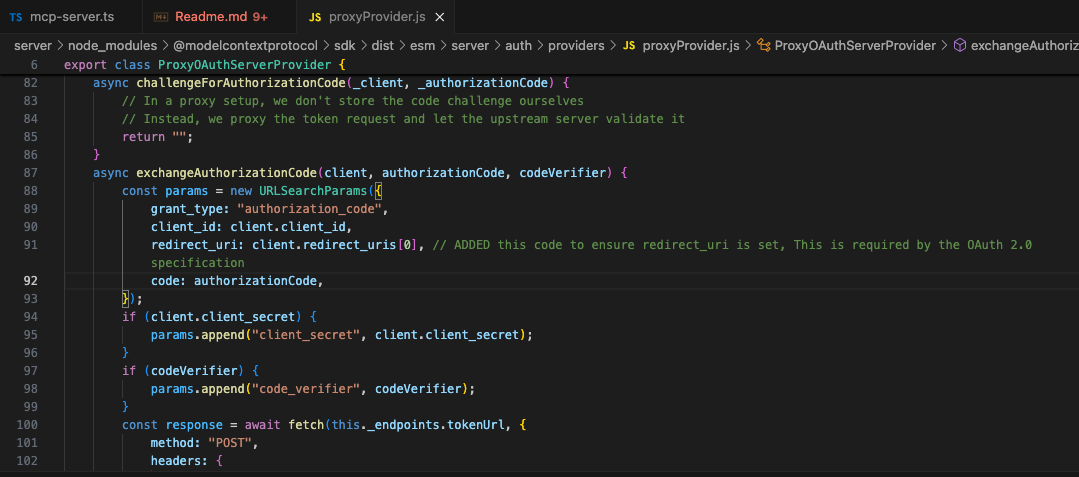 TS mcp-server.ts Readme.md 9+ JS proxyProvider.js ×
server > node_modules > @modelcontextprotocol > sdk > dist > esm > server > auth > providers > JS proxyProvider.js > ProxyOAuthServerProvider > exchangeAuthoriz
6 export class ProxyOAuthServerProvider {
82 async challengeForAuthorizationCode(_client, _authorizationCode) {
83 // In a proxy setup, we don't store the code challenge ourselves
84 // Instead, we proxy the token request and let the upstream server validate it
85 return "";
86 }
87 async exchangeAuthorizationCode(client, authorizationCode, codeVerifier) {
88 const params = new URLSearchParams({
89 grant_type: "authorization_code",
90 client_id: client.client_id,
91 redirect_uri: client.redirect_uris[0], // ADDED this code to ensure redirect_uri is set, This is required by the OAuth 2.0
specification
92 code: authorizationCode,
93 });
94 if (client.client_secret) {
95 params.append("client_secret", client.client_secret);
96 }
97 if (codeVerifier) {
98 params.append("code_verifier", codeVerifier);
99 }
100 const response = await fetch(this._endpoints.tokenUrl, {
101 method: "POST",
102 headers: {